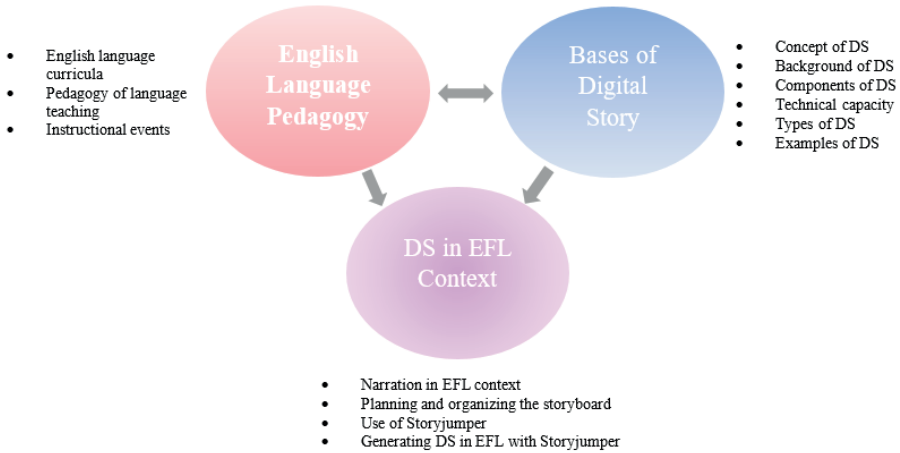 English
Language
Pedagogy
Bases of
Digital
Story
• English language
curricula
• Pedagogy of language
teaching
• Instructional events
• Concept of DS
• Background of DS
• Components of DS
• Technical capacity
• Types of DS
• Examples of DS
DS in EFL
Context
• Narration in EFL context
• Planning and organizing the storyboard
• Use of Storyjumper
• Generating DS in EFL with Storyjumper